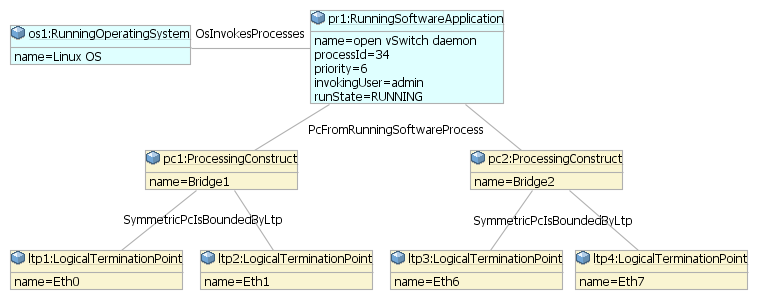 os1:RunningOperatingSystem
name=Linux OS
OsInvokesProcesses
pr1:RunningSoftwareApplication
name=open vSwitch daemon
processId=34
priority=6
invokingUser=admin
runState=RUNNING
PcFromRunningSoftwareProcess
pc1:ProcessingConstruct
name=Bridge1
pc2:ProcessingConstruct
name=Bridge2
SymmetricPcIsBoundedByLtp
SymmetricPcIsBoundedByLtp
ltp1:LogicalTerminationPoint
name=Eth0
ltp2:LogicalTerminationPoint
name=Eth1
ltp3:LogicalTerminationPoint
name=Eth6
ltp4:LogicalTerminationPoint
name=Eth7